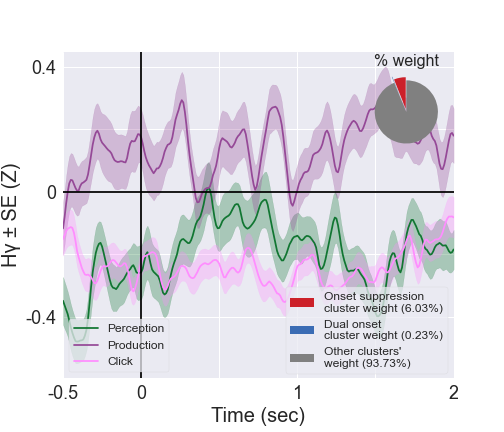 % weight
0.4
0
-0.4
Hγ ± SE (Z)
Perception
Production
Click
Onset suppression
cluster weight (6.03%)
Dual onset
cluster weight (0.23%)
Other clusters'
weight (93.73%)
-0.5
0
1
2
Time (sec)